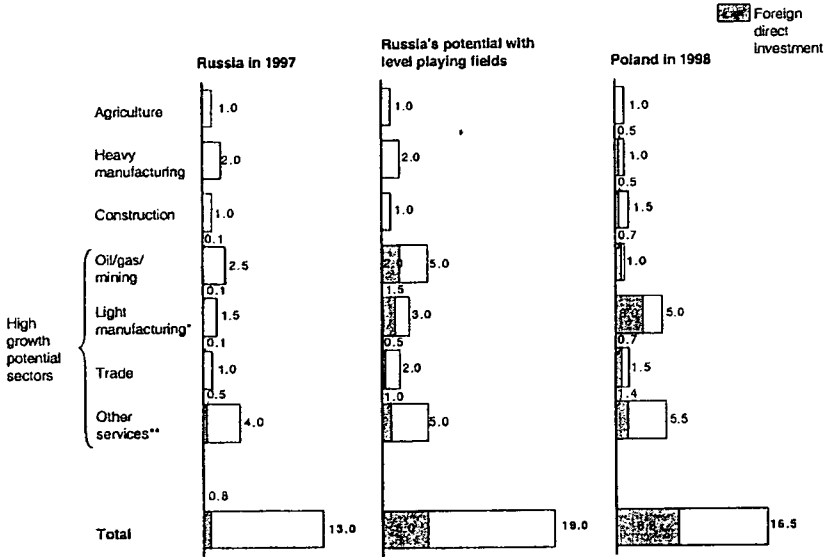 Foreign
direct
investment
Russia in 1997
Russia's potential with
level playing fields
Poland in 1998
Agriculture
1.0
1.0
1.0
0.5
Heavy
manufacturing
2.0
2.0
1.0
0.5
Construction
1.0
1.0
1.5
0.1
0.7
High
growth
potential
sectors
Oil/gas/
mining
2.5
2.0
5.0
1.0
0.1
1.5
Light
manufacturing*
1.5
3.0
5.0
0.1
0.5
0.7
Trade
1.0
2.0
1.5
0.5
1.0
1.4
Other
services**
4.0
5.0
5.5
0.8
Total
13.0
19.0
16.5